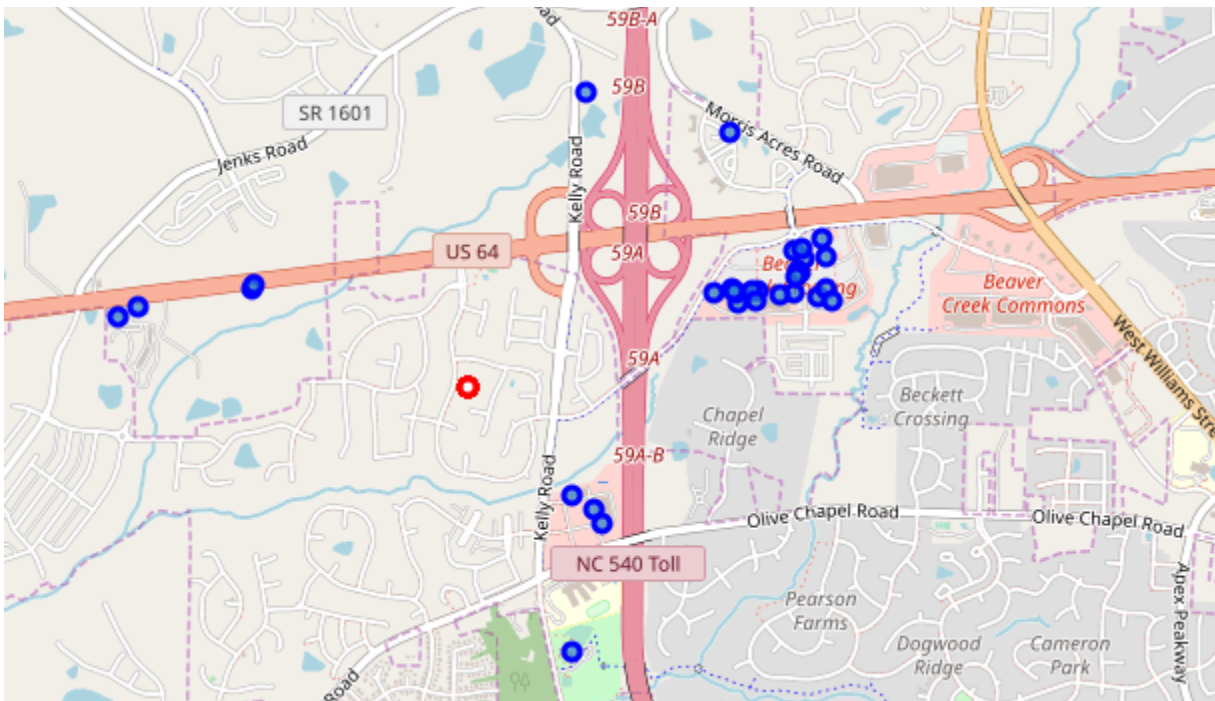 59B-A
Road
59B
SR 1601
Morris Acres Road
Jenks Road
Kelly Road
59B
US 64
59A
Beaver
Creek Commons
West Williams Stre
59A
Beckett
Crossing
Chapel
Ridge
59A-B
Kelly Road
Olive Chapel Road
Olive Chapel Road
NC 540 Toll
Pearson
Farms
Apex Peakway
Dogwood
Ridge
Cameron
Park
Road